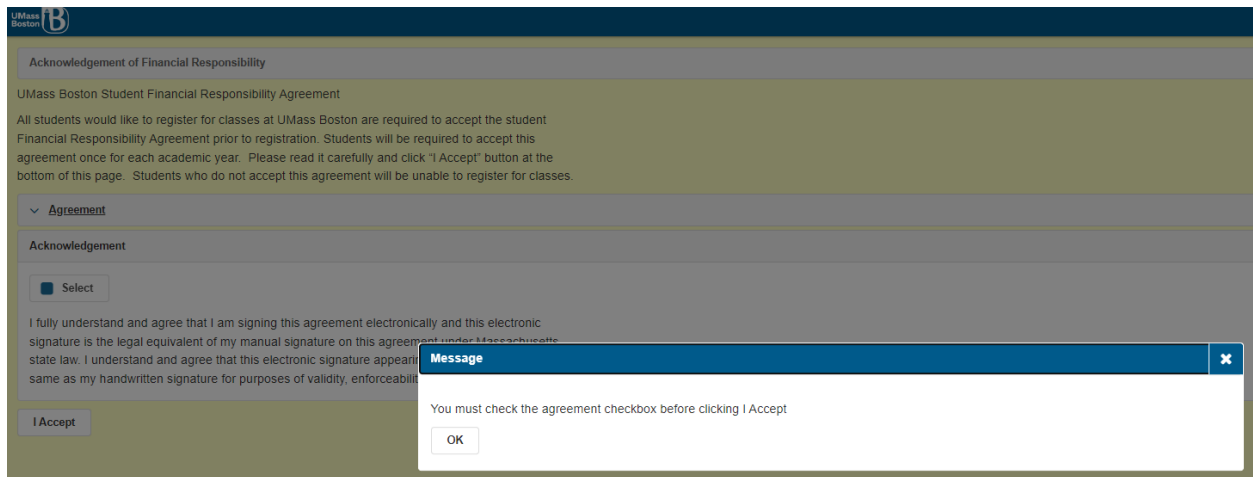 UMass
Boston
Acknowledgement of Financial Responsibility
UMass Boston Student Financial Responsibility Agreement
All students would like to register for classes at UMass Boston are required to accept the student
Financial Responsibility Agreement prior to registration. Students will be required to accept this
agreement once for each academic year. Please read it carefully and click "I Accept" button at the
bottom of this page. Students who do not accept this agreement will be unable to register for classes.
Agreement
Acknowledgement
Select
I fully understand and agree that I am signing this agreement electronically and this electronic
signature is the legal equivalent of my manual signature on this agreement under Massachusetts
state law. I understand and agree that this electronic signature
same as my handwritten signature for purposes of validity,
I Accept
Message
You must check the agreement checkbox before clicking I Accept
OK